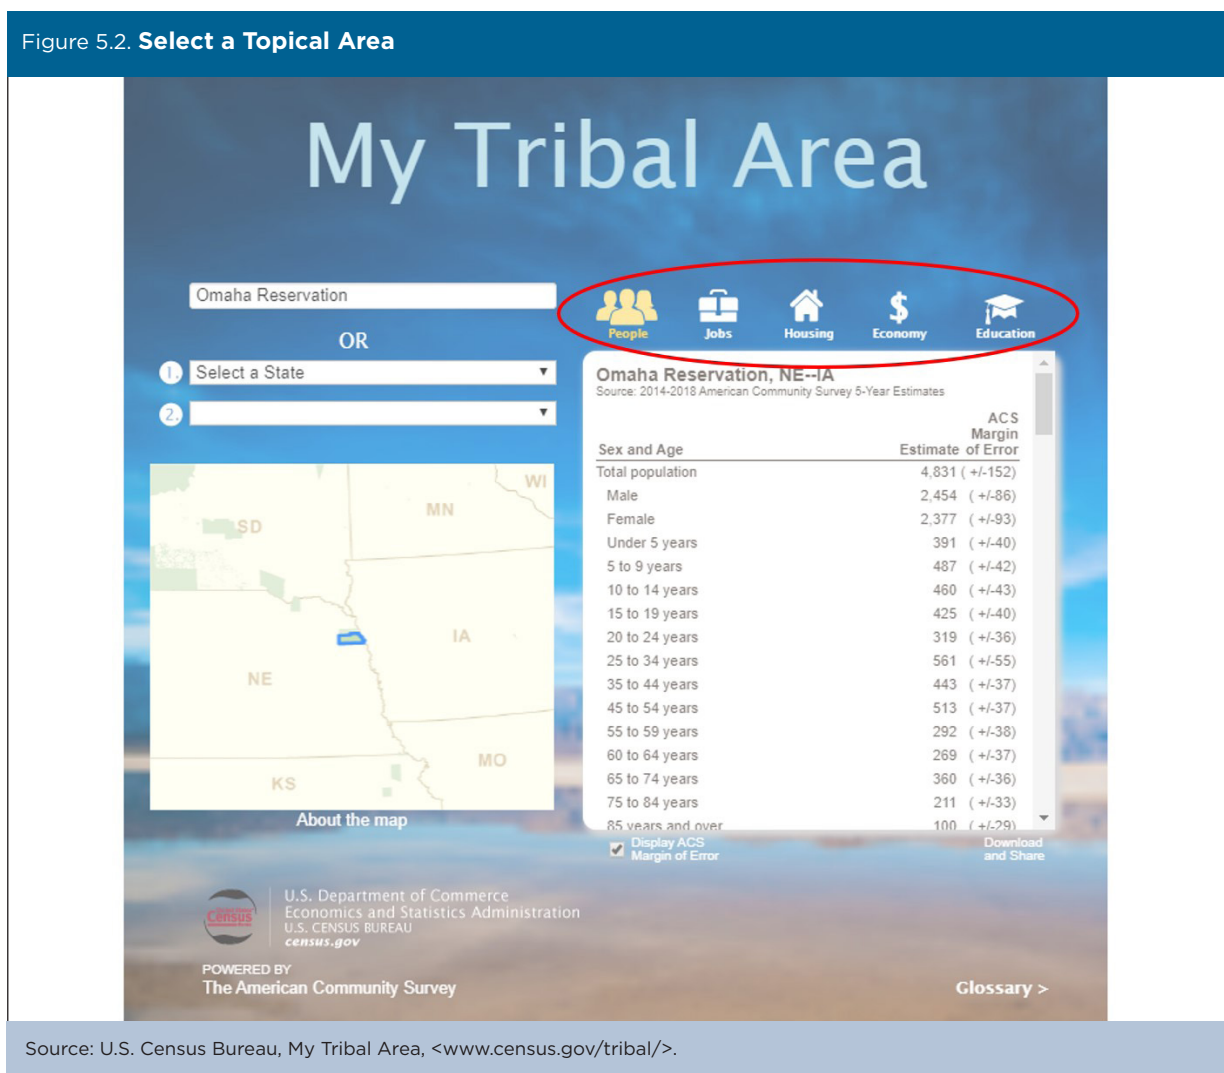 Figure 5.2. Select a Topical Area
My Tribal Area
Omaha Reservation
OR
1. Select a State
2.
People Jobs Housing Economy Education
Omaha Reservation, NE--IA
Source: 2014-2018 American Community Survey 5-Year Estimates
ACS
Margin
Sex and Age Estimate of Error
Total population 4,831 ( +/-152)
Male 2,454 ( +/-86)
Female 2,377 ( +/-93)
Under 5 years 391 ( +/-40)
5 to 9 years 487 ( +/-42)
10 to 14 years 460 ( +/-43)
15 to 19 years 425 ( +/-40)
20 to 24 years 319 ( +/-36)
25 to 34 years 561 ( +/-55)
35 to 44 years 443 ( +/-37)
45 to 54 years 513 ( +/-37)
55 to 59 years 292 ( +/-38)
60 to 64 years 269 ( +/-37)
65 to 74 years 360 ( +/-36)
75 to 84 years 211 ( +/-33)
85 years and over 100 ( +/-29)
WI
MN
SD
IA
NE
MO
KS
About the map
Display ACS
Margin of Error
Download
and Share
Census
U.S. Department of Commerce
Economics and Statistics Administration
U.S. CENSUS BUREAU
census.gov
POWERED BY
The American Community Survey
Glossary >
Source: U.S. Census Bureau, My Tribal Area, <www.census.gov/tribal/>.